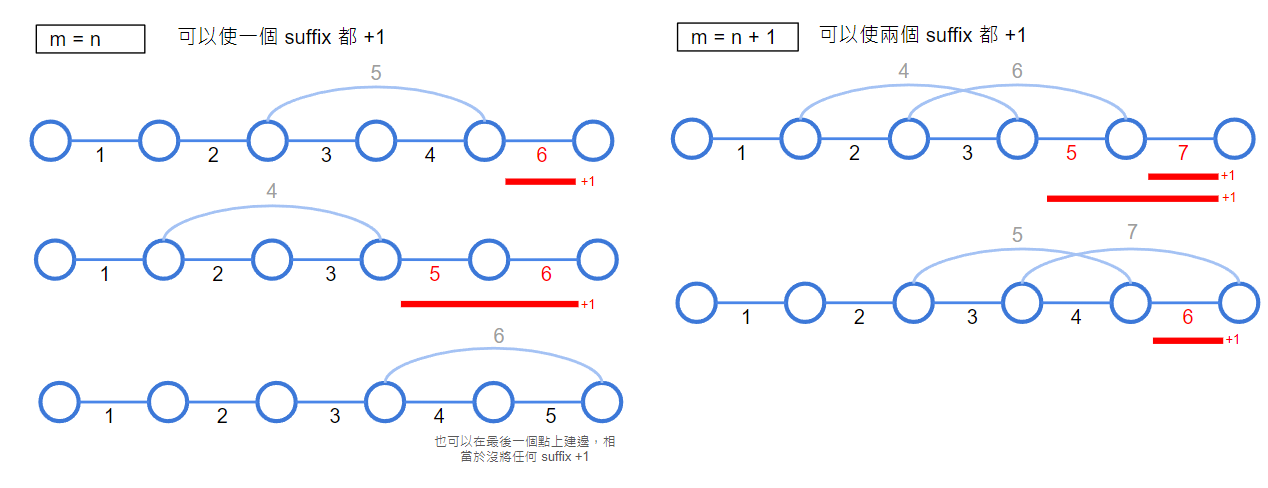 m = n
可以使一個 suffix 都 +1
5
1 2 3 4 6
+1
4
1 2 3 5 6
+1
6
1 2 3 4 5
也可以在最後一個點上建邊，相
當於沒將任何 suffix +1
m = n + 1
可以使兩個 suffix 都 +1
4 6
1 2 3 5 7
+1
+1
5 7
1 2 3 4 6
+1